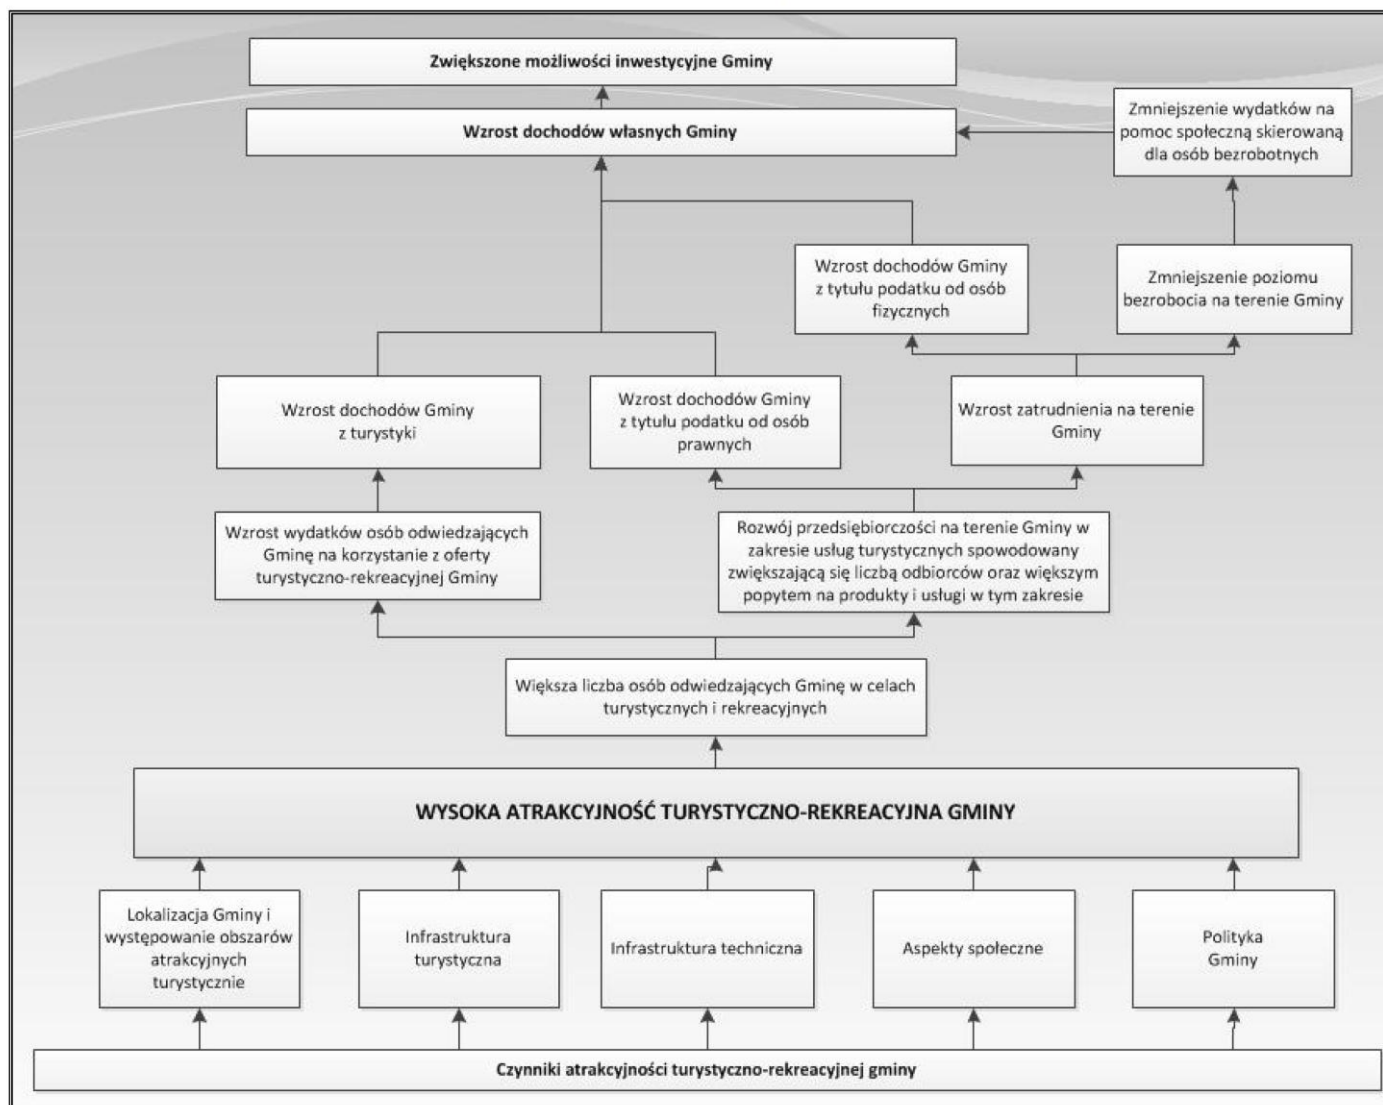 Zwiększone możliwości inwestycyjne Gminy
Wzrost dochodów własnych Gminy
Zmniejszenie wydatków na
pomoc społeczną skierowaną
dla osób bezrobotnych
Wzrost dochodów Gminy
z tytułu podatku od osób
fizycznych
Zmniejszenie poziomu
bezrobocia na terenie Gminy
Wzrost dochodów Gminy
z turystyki
Wzrost dochodów Gminy
z tytułu podatku od osób
prawnych
Wzrost zatrudnienia na terenie
Gminy
Wzrost wydatków osób odwiedzających
Gminę na korzystanie z oferty
turystyczno-rekreacyjnej Gminy
Rozwój przedsiębiorczości na terenie Gminy w
zakresie usług turystycznych spowodowany
zwiększającą się liczbą odbiorców oraz większym
popytem na produkty i usługi w tym zakresie
Większa liczba osób odwiedzających Gminę w celach
turystycznych i rekreacyjnych
WYSOKA ATRAKCYJNOŚĆ TURYSTYCZNO-REKREACYJNA GMINY
Lokalizacja Gminy i
występowanie obszarów
atrakcyjnych
turystycznie
Infrastruktura
turystyczna
Infrastruktura techniczna
Aspekty społeczne
Polityka
Gminy
Czynniki atrakcyjności turystyczno-rekreacyjnej gminy